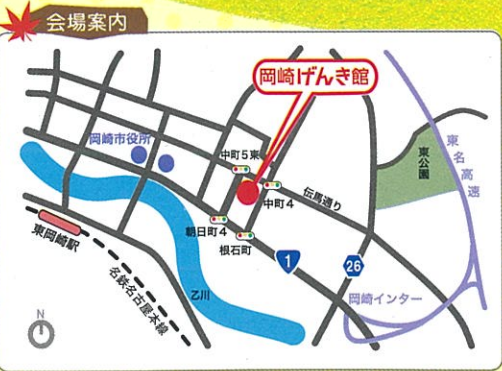 会場案内
岡崎げんき館
岡崎市役所
中町5東
中町4
伝馬通り
東公園
東名高速
朝日町4
根石町
東岡崎駅
名鉄名古屋本線
乙川
1
26
岡崎インター
N